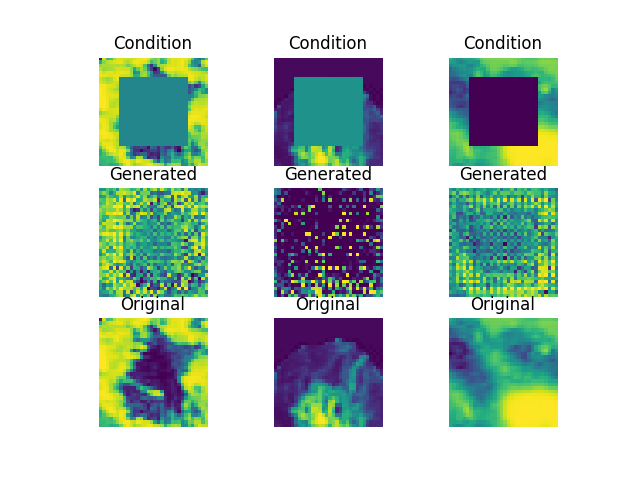 Condition Condition Condition
Generated Generated Generated
Original Original Original